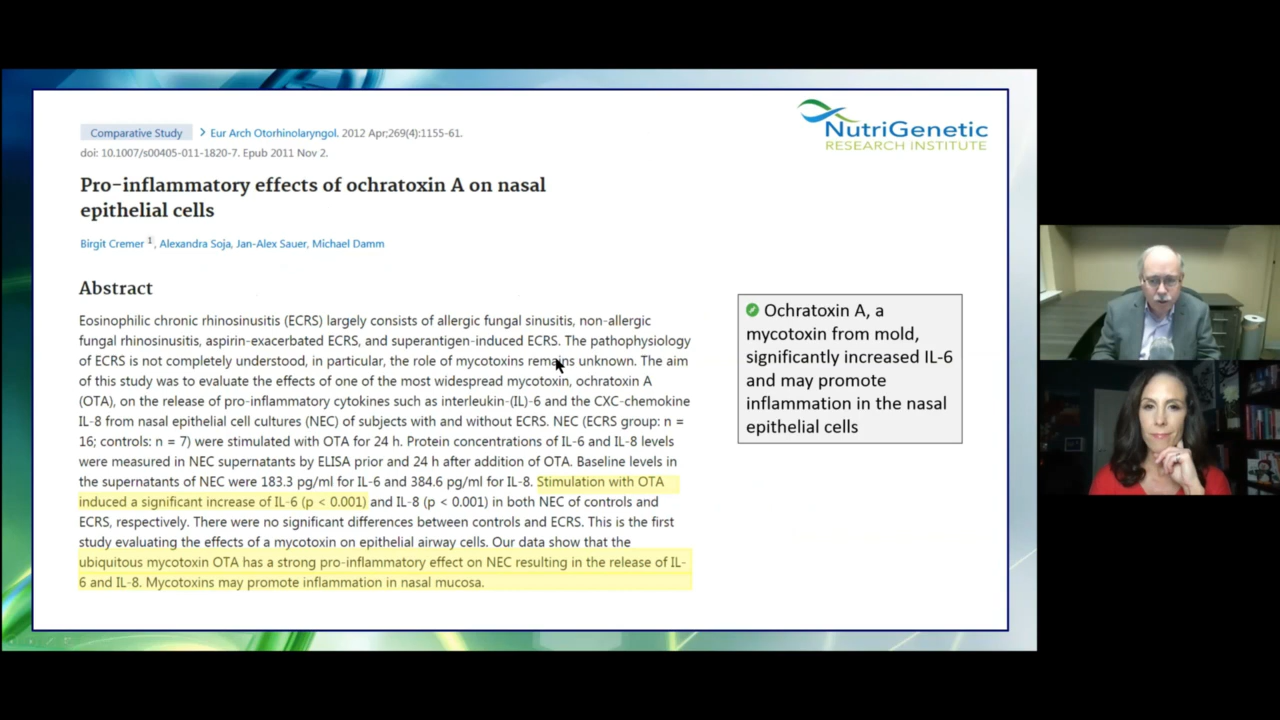 NutriGenetic
RESEARCH INSTITUTE
Comparative Study > Eur Arch Otorhinolaryngol. 2012 Apr;269(4):1155-61.
doi: 10.1007/s00405-011-1820-7. Epub 2011 Nov 2.
Pro-inflammatory effects of ochratoxin A on nasal
epithelial cells
Birgit Cremer 1, Alexandra Soja, Jan-Alex Sauer, Michael Damm
Abstract
Eosinophilic chronic rhinosinusitis (ECRS) largely consists of allergic fungal sinusitis, non-allergic
fungal rhinosinusitis, aspirin-exacerbated ECRS, and superantigen-induced ECRS. The pathophysiology
of ECRS is not completely understood, in particular, the role of mycotoxins remains unknown. The aim
of this study was to evaluate the effects of one of the most widespread mycotoxin, ochratoxin A
(OTA), on the release of pro-inflammatory cytokines such as interleukin-(IL)-6 and the CXC-chemokine
IL-8 from nasal epithelial cell cultures (NEC) of subjects with and without ECRS. NEC (ECRS group: n =
16; controls: n = 7) were stimulated with OTA for 24 h. Protein concentrations of IL-6 and IL-8 levels
were measured in NEC supernatants by ELISA prior and 24 h after addition of OTA. Baseline levels in
the supernatants of NEC were 183.3 pg/ml for IL-6 and 384.6 pg/ml for IL-8. Stimulation with OTA
induced a significant increase of IL-6 (p < 0.001) and IL-8 (p < 0.001) in both NEC of controls and
ECRS, respectively. There were no significant differences between controls and ECRS. This is the first
study evaluating the effects of a mycotoxin on epithelial airway cells. Our data show that the
ubiquitous mycotoxin OTA has a strong pro-inflammatory effect on NEC resulting in the release of IL-
6 and IL-8. Mycotoxins may promote inflammation in nasal mucosa.
Ochratoxin A, a
mycotoxin from mold,
significantly increased IL-6
and may promote
inflammation in the nasal
epithelial cells